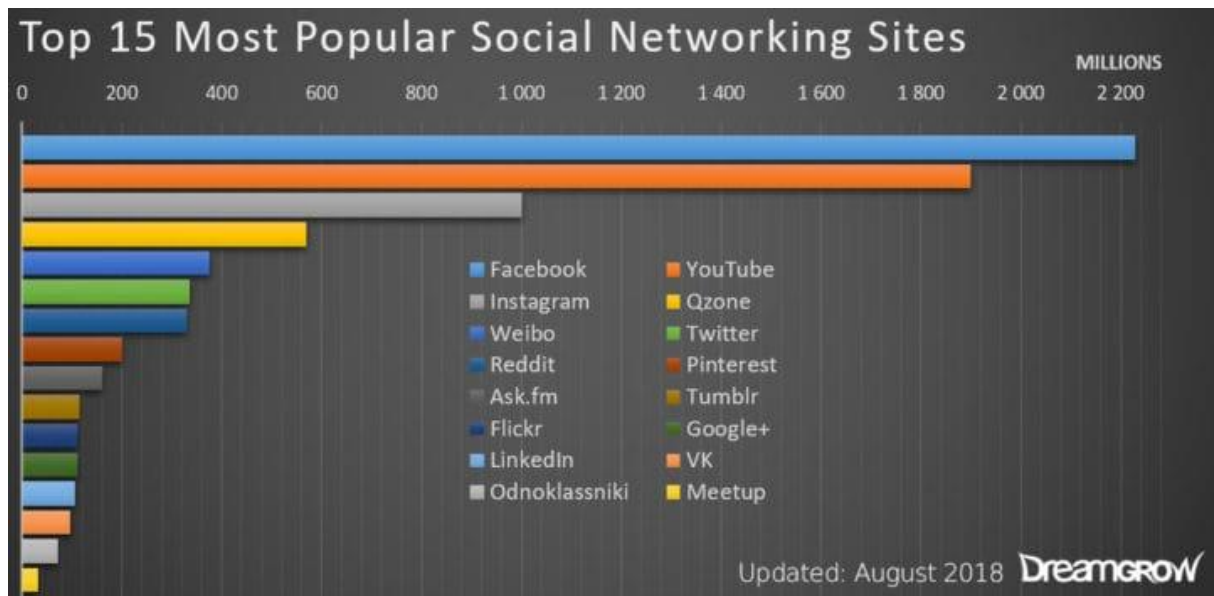 Top 15 Most Popular Social Networking Sites
MILLIONS
0 200 400 600 800 1 000 1 200 1 400 1 600 1 800 2 000 2 200
Facebook YouTube
Instagram Qzone
Weibo Twitter
Reddit Pinterest
Ask.fm Tumblr
Flickr Google+
LinkedIn VK
Odnoklassniki Meetup
Updated: August 2018 DreamGROW